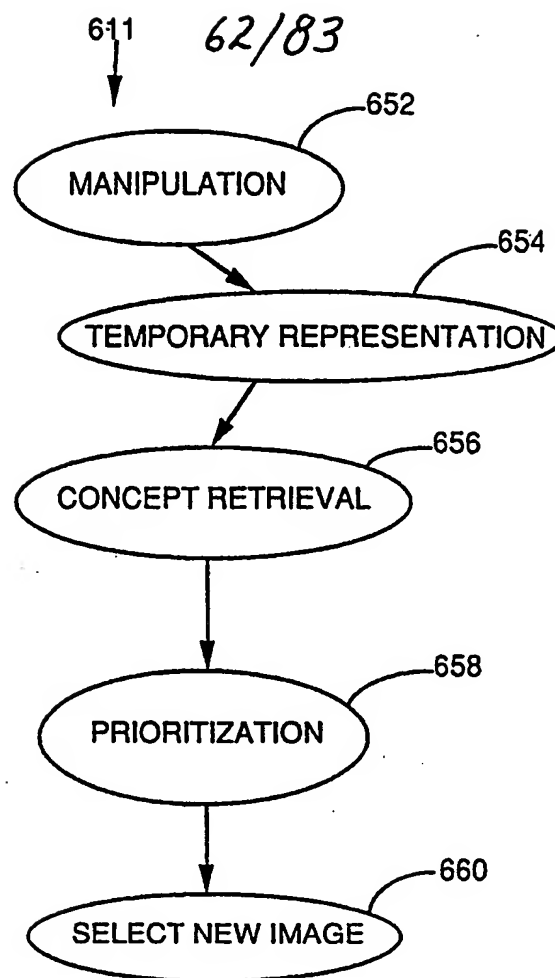 611 62/83
652
MANIPULATION
654
TEMPORARY REPRESENTATION
656
CONCEPT RETRIEVAL
658
PRIORITIZATION
660
SELECT NEW IMAGE